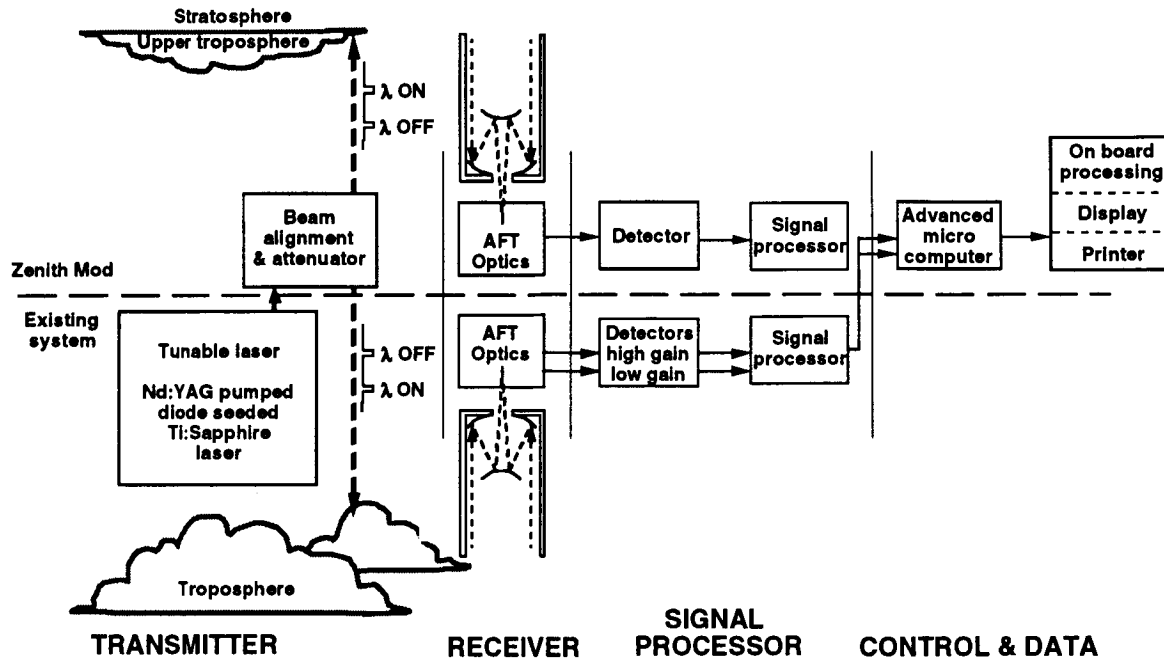 Stratosphere
Upper troposphere
λ ON
λ OFF
Beam
alignment
& attenuator
AFT
Optics
Detector
Signal
processor
Advanced
micro
computer
On board
processing
Display
Printer
Zenith Mod
Existing
system
Tunable laser
Nd:YAG pumped
diode seeded
Ti:Sapphire
laser
λ OFF
λ ON
AFT
Optics
Detectors
high gain
low gain
Signal
processor
Troposphere
TRANSMITTER
RECEIVER
SIGNAL
PROCESSOR
CONTROL & DATA